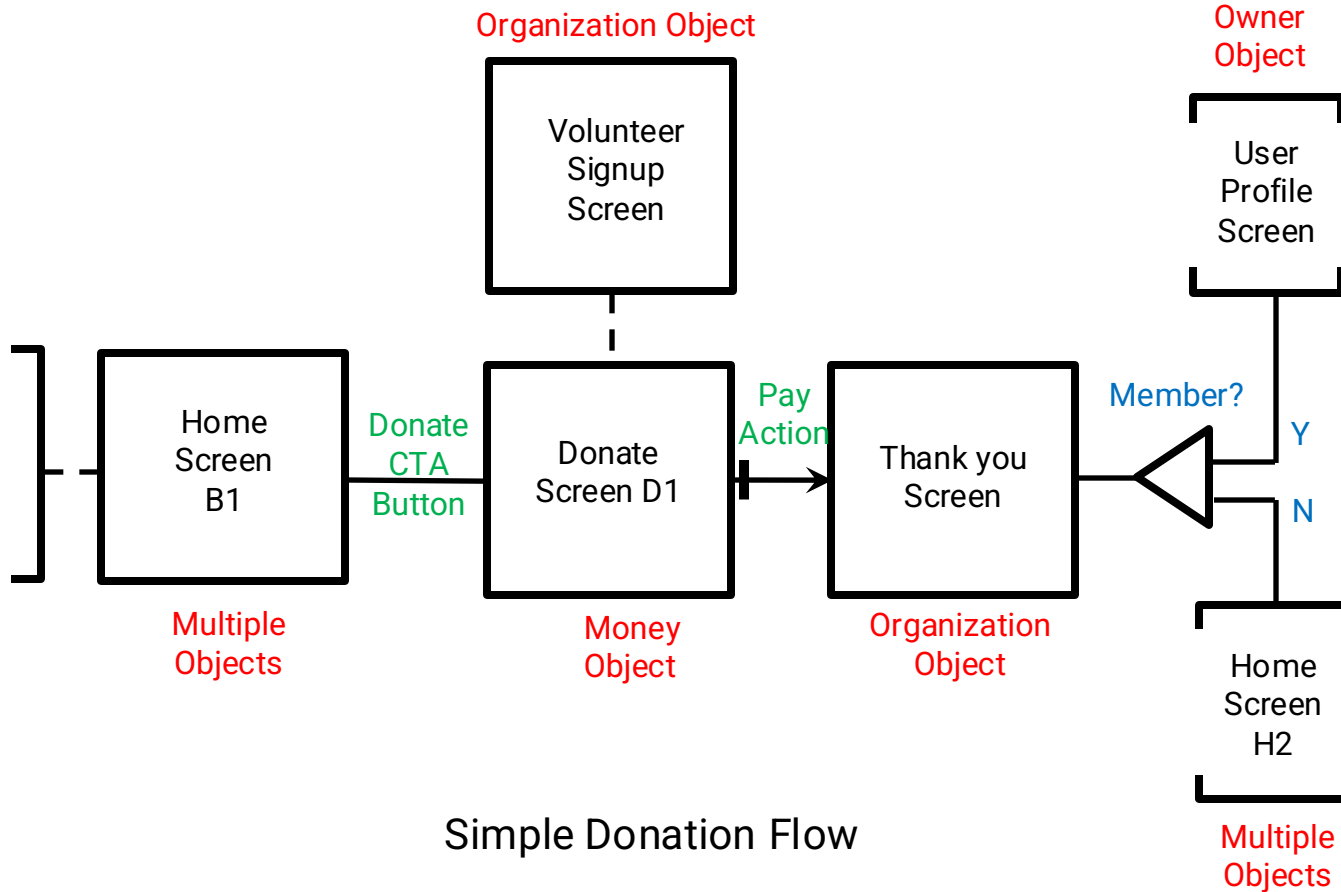 Organization Object
Owner
Object
Volunteer
Signup
Screen
User
Profile
Screen
Home
Screen
B1
Donate
CTA
Button
Donate
Screen D1
Pay
Action
Thank you
Screen
Member?
Y
N
Multiple
Objects
Money
Object
Organization
Object
Home
Screen
H2
Simple Donation Flow
Multiple
Objects